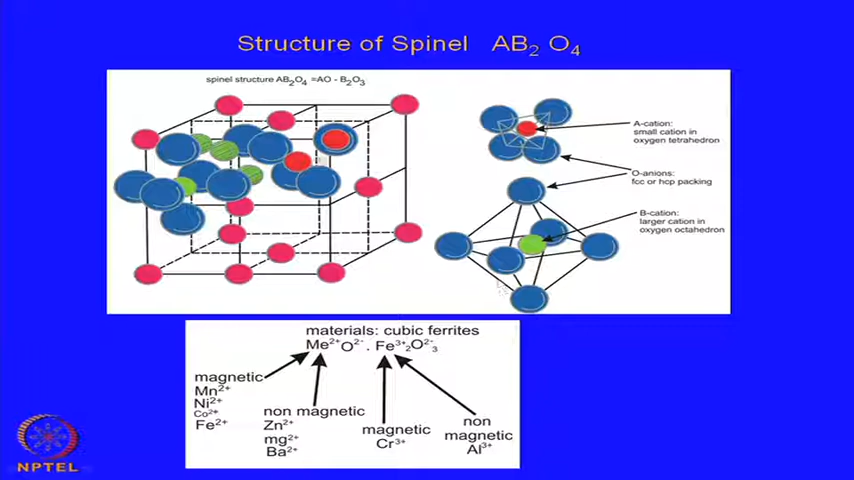 Structure of Spinel AB₂ O₄
spinel structure AB₂O₄ =AO - B₂O₃
A-cation:
small cation in
oxygen tetrahedron
O-anions:
fcc or hcp packing
B-cation:
larger cation in
oxygen octahedron
materials: cubic ferrites
Me²⁺O²⁻ . Fe³⁺₂O²⁻₃
magnetic
Mn²⁺
Ni²⁺
Co²⁺
Fe²⁺
non magnetic
Zn²⁺
mg²⁺
Ba²⁺
magnetic
Cr³⁺
non
magnetic
Al³⁺
NPTEL